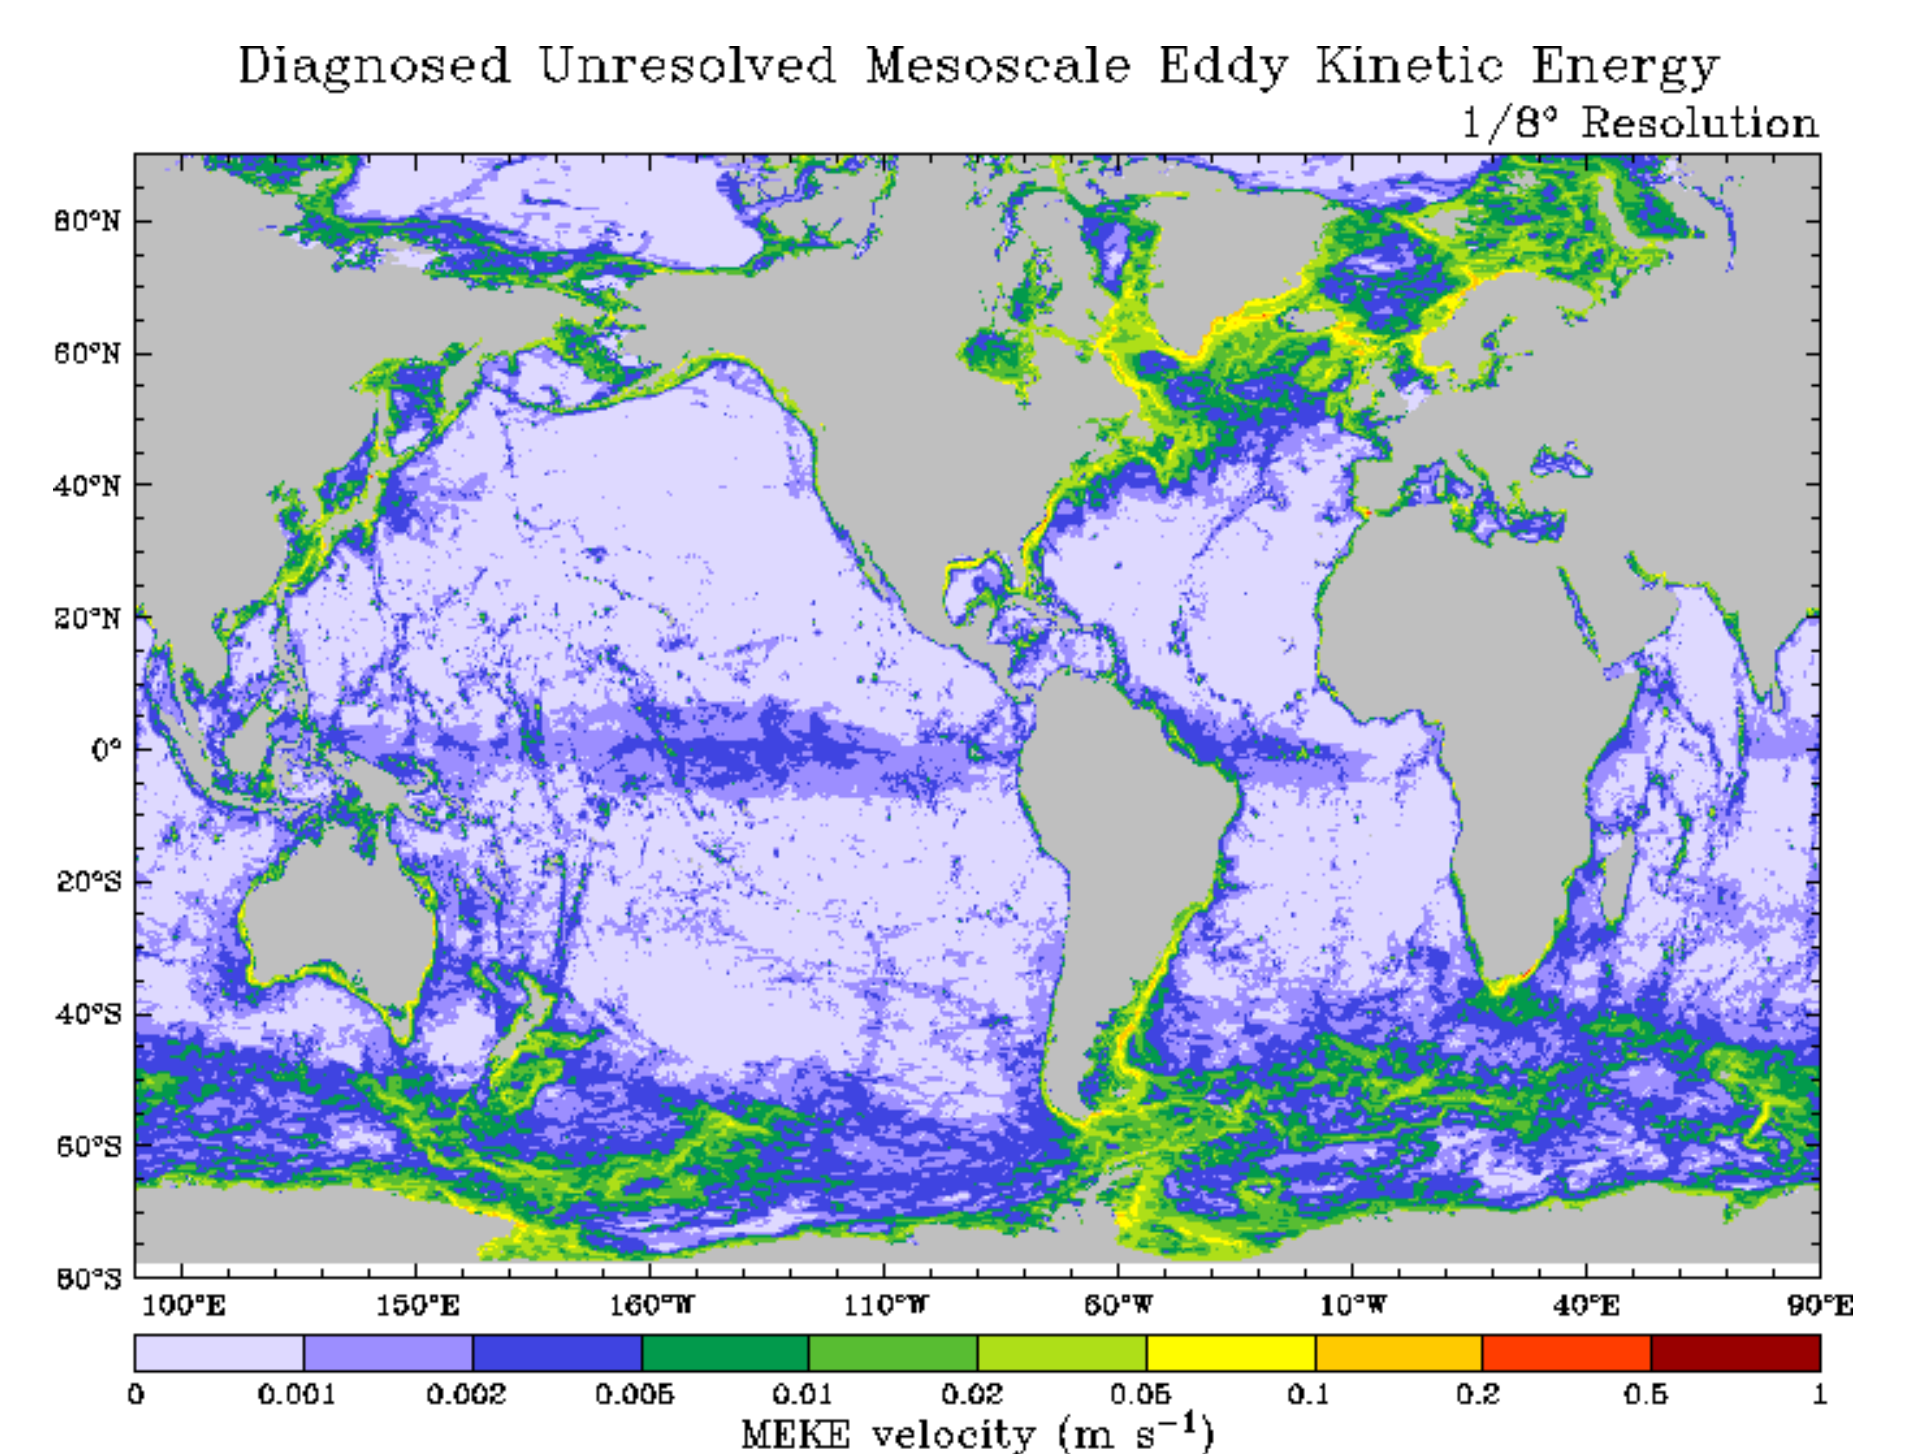 Diagnosed Unresolved Mesoscale Eddy Kinetic Energy
1/8° Resolution
80°N
60°N
40°N
20°N
0°
20°S
40°S
60°S
80°S
100°E 150°E 160°W 110°W 60°W 10°W 40°E 90°E
0 0.001 0.002 0.005 0.01 0.02 0.05 0.1 0.2 0.5 1
MEKE velocity (m s⁻¹)